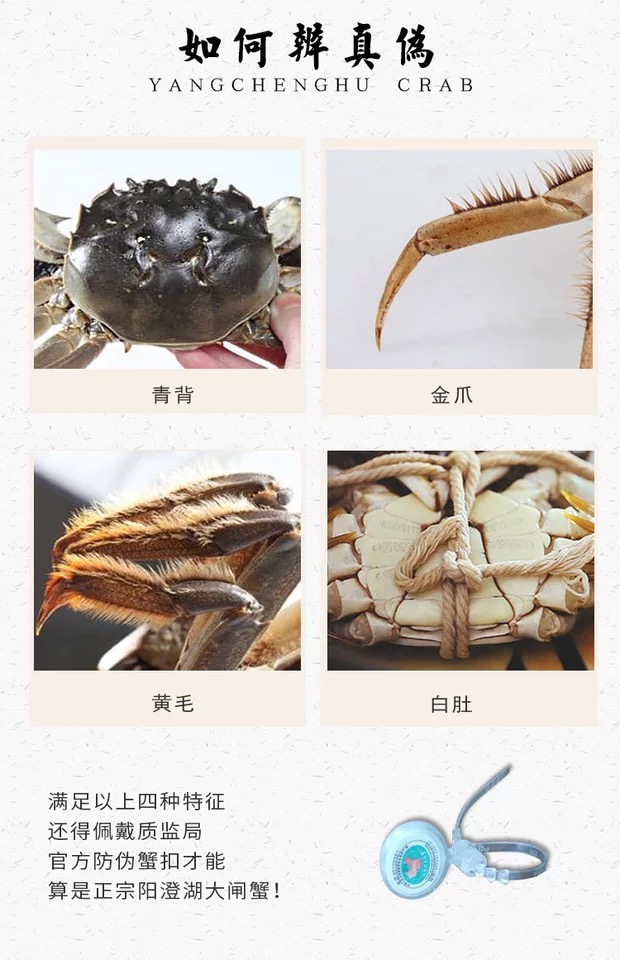 如何辨真偽
YANGCHENGHU CRAB
青背
金爪
黄毛
白肚
满足以上四种特征
还得佩戴质监局
官方防伪蟹扣才能
算是正宗阳澄湖大闸蟹!